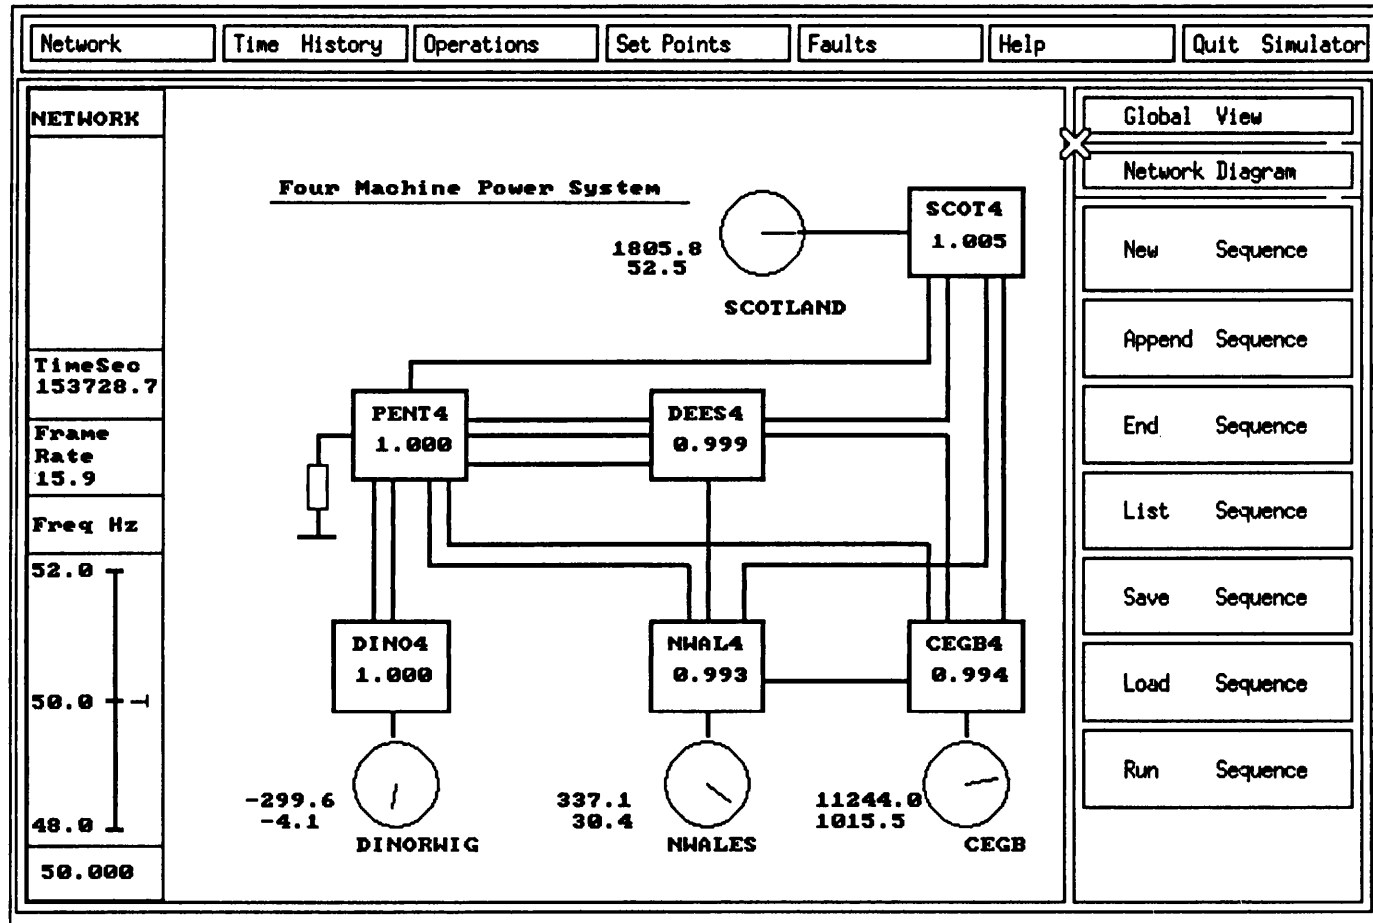 Network Time History Operations Set Points Faults Help Quit Simulator
NETWORK
TimeSec
153728.7
Frame
Rate
15.9
Freq Hz
52.0
50.0
48.0
50.000
Four Machine Power System
1805.8
52.5
SCOTLAND
SCOT4
1.005
PENT4
1.000
DEES4
0.999
DINO4
1.000
NWAL4
0.993
CEGB4
0.994
-299.6
-4.1
DINORWIG
337.1
30.4
NWALES
11244.0
1015.5
CEGB
Global View
Network Diagram
New Sequence
Append Sequence
End Sequence
List Sequence
Save Sequence
Load Sequence
Run Sequence